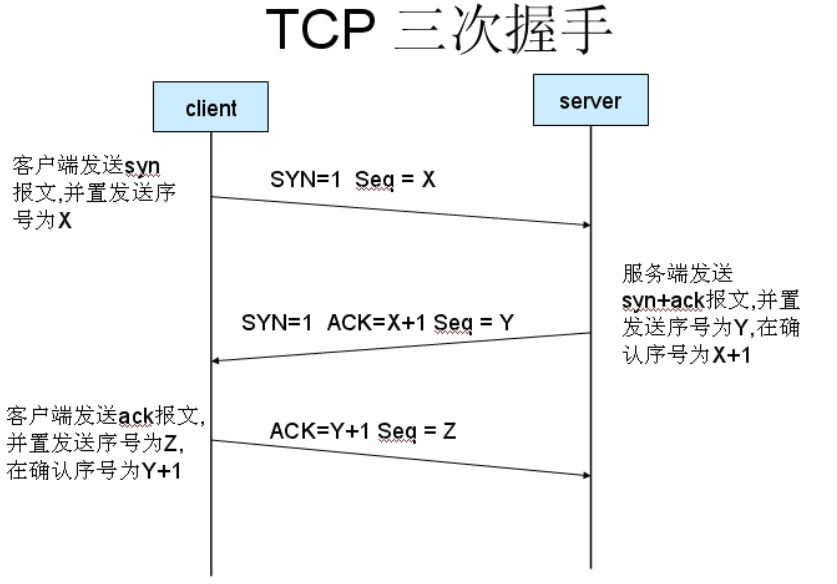 TCP 三次握手
client
server
客户端发送syn
报文,并置发送序
号为X
SYN=1 Seq = X
服务端发送
syn+ack报文,并置
发送序号为Y,在确
认序号为X+1
SYN=1 ACK=X+1 Seq = Y
客户端发送ack报文,
并置发送序号为Z,
在确认序号为Y+1
ACK=Y+1 Seq = Z